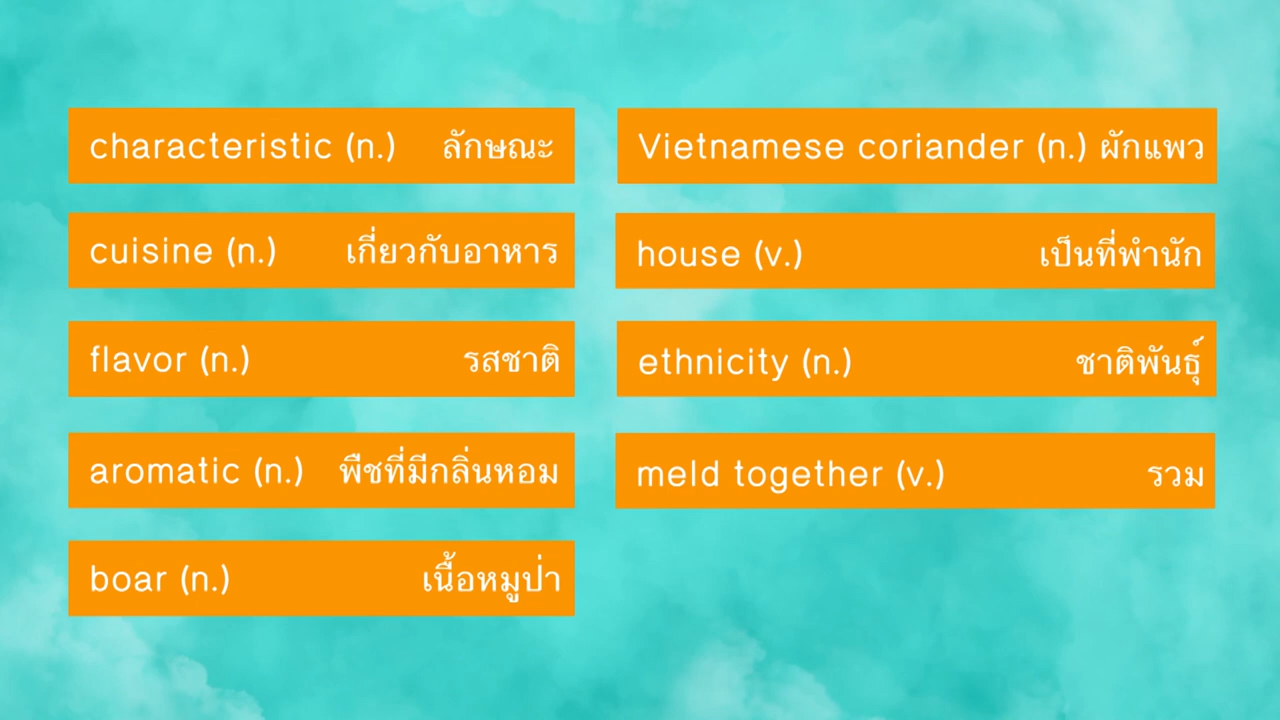 characteristic (n.) ลักษณะ
cuisine (n.) เกี่ยวกับอาหาร
flavor (n.) รสชาติ
aromatic (n.) พืชที่มีกลิ่นหอม
boar (n.) เนื้อหมูป่า
Vietnamese coriander (n.) ผักแพว
house (v.) เป็นที่พำนัก
ethnicity (n.) ชาติพันธุ์
meld together (v.) รวม